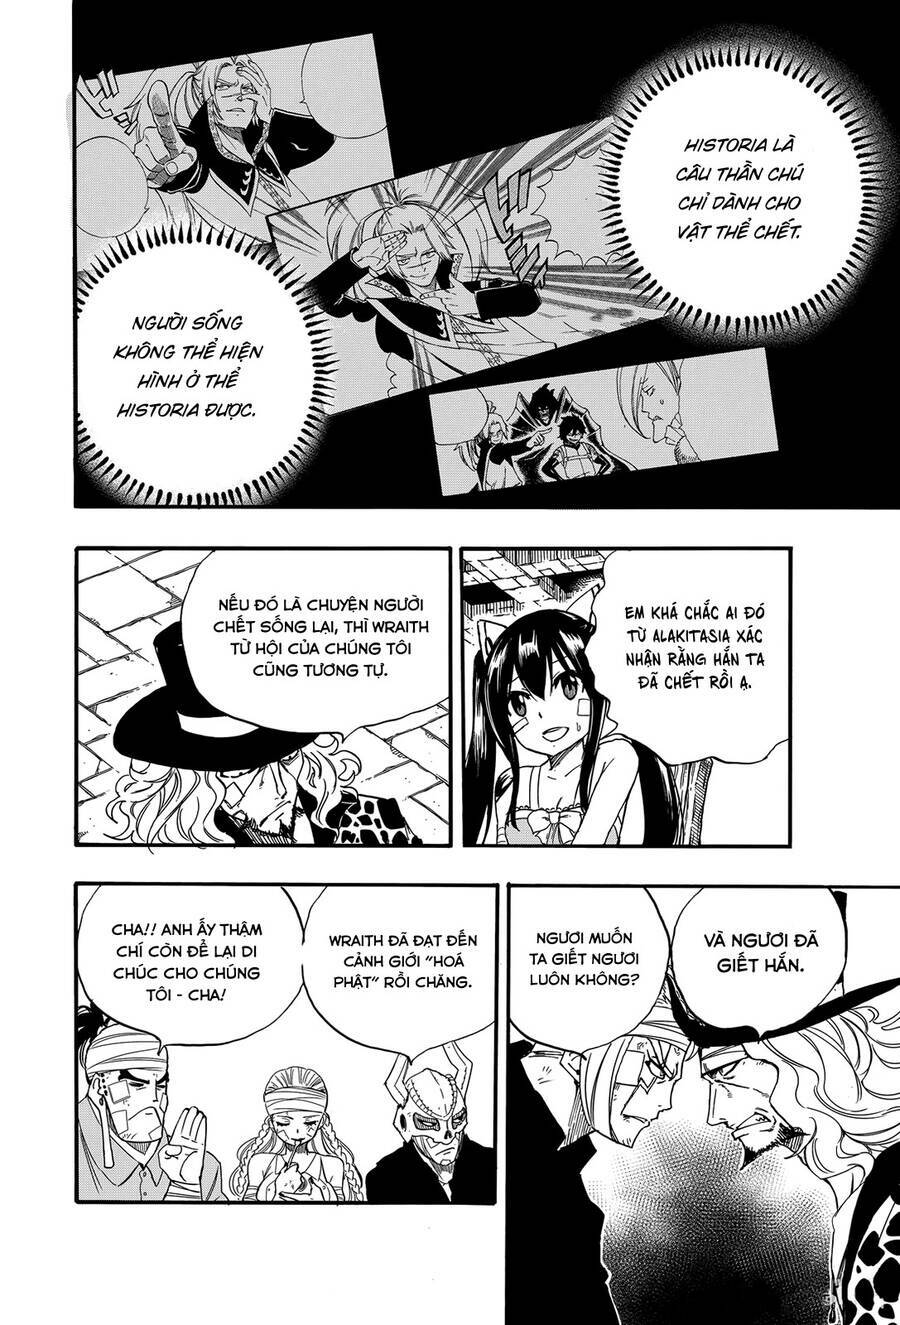 HISTORIA LÀ
CÂU THẦN CHÚ
CHỈ DÀNH CHO
VẬT THỂ CHẾT.
NGƯỜI SỐNG
KHÔNG THỂ HIỆN
HÌNH Ở THỂ
HISTORIA ĐƯỢC.
EM KHÁ CHẮC AI ĐÓ
TỪ ALAKITASIA XÁC
NHẬN RẰNG HẮN TA
ĐÃ CHẾT RỒI Ạ.
NẾU ĐÓ LÀ CHUYỆN NGƯỜI
CHẾT SỐNG LẠI, THÌ WRAITH
TỪ HỘI CỦA CHÚNG TÔI
CŨNG TƯƠNG TỰ.
VÀ NGƯƠI ĐÃ
GIẾT HẮN.
NGƯƠI MUỐN
TA GIẾT NGƯƠI
LUÔN KHÔNG?
WRAITH ĐÃ ĐẠT ĐẾN
CẢNH GIỚI “HOÁ
PHẬT” RỒI CHĂNG.
CHA!! ANH ẤY THẬM
CHÍ CÒN ĐỂ LẠI DI
CHÚC CHO CHÚNG
TÔI - CHA!